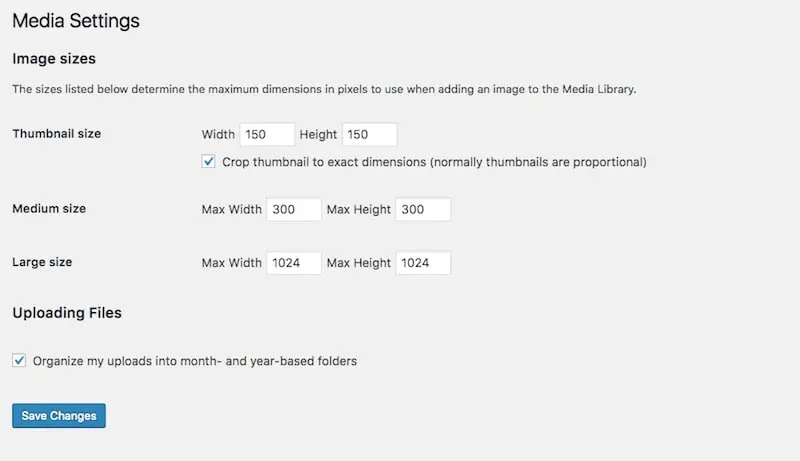 Media Settings
Image sizes
The sizes listed below determine the maximum dimensions in pixels to use when adding an image to the Media Library.
Thumbnail size Width 150 Height 150
Crop thumbnail to exact dimensions (normally thumbnails are proportional)
Medium size Max Width 300 Max Height 300
Large size Max Width 1024 Max Height 1024
Uploading Files
Organize my uploads into month- and year-based folders
Save Changes